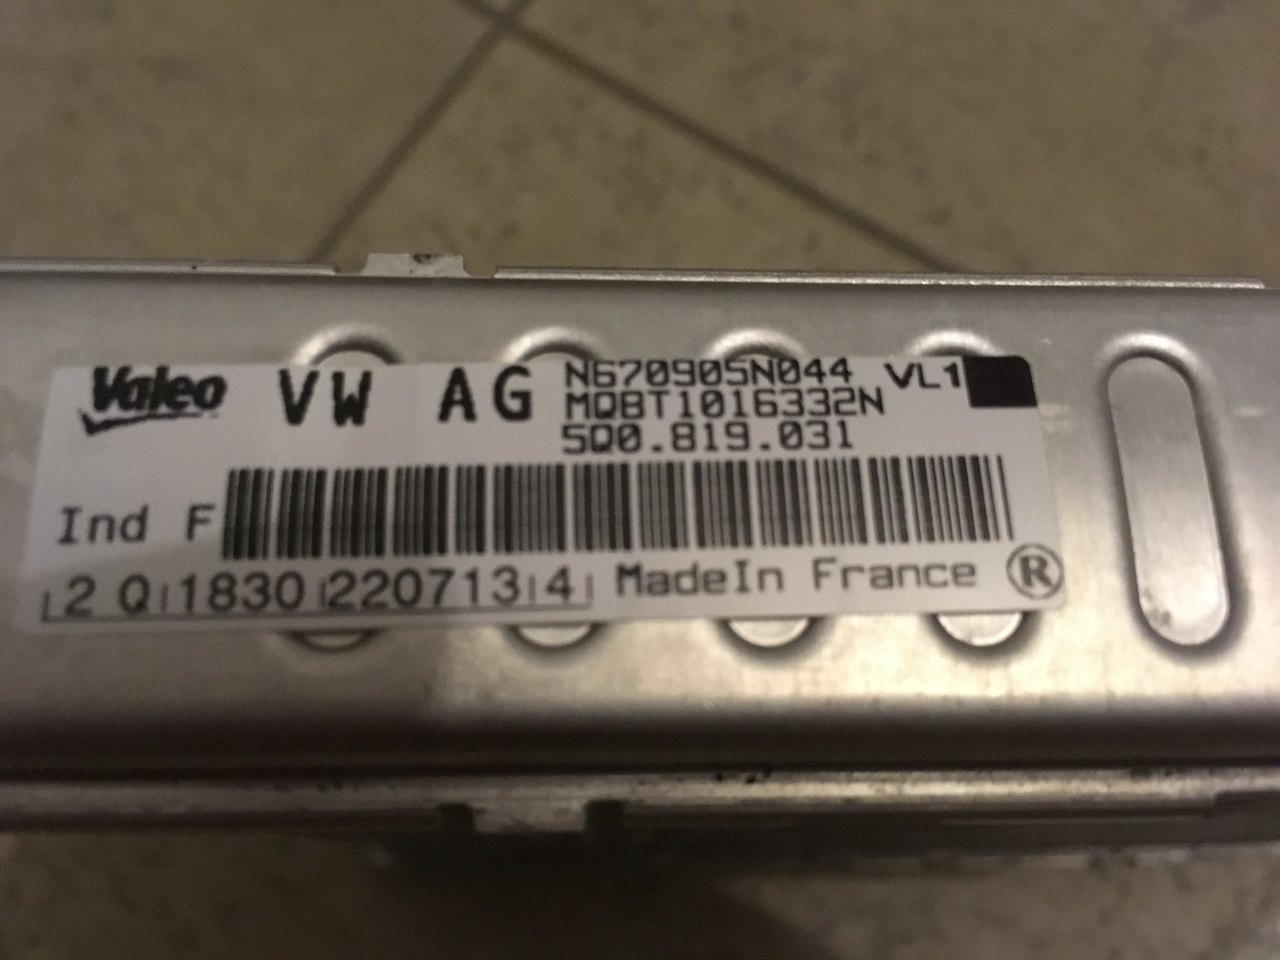 Valeo VW AG N670905N044 VL1
MQBT1016332N
5Q0.819.031
Ind F
2 Q 1830 220713 4 MadeIn France ®